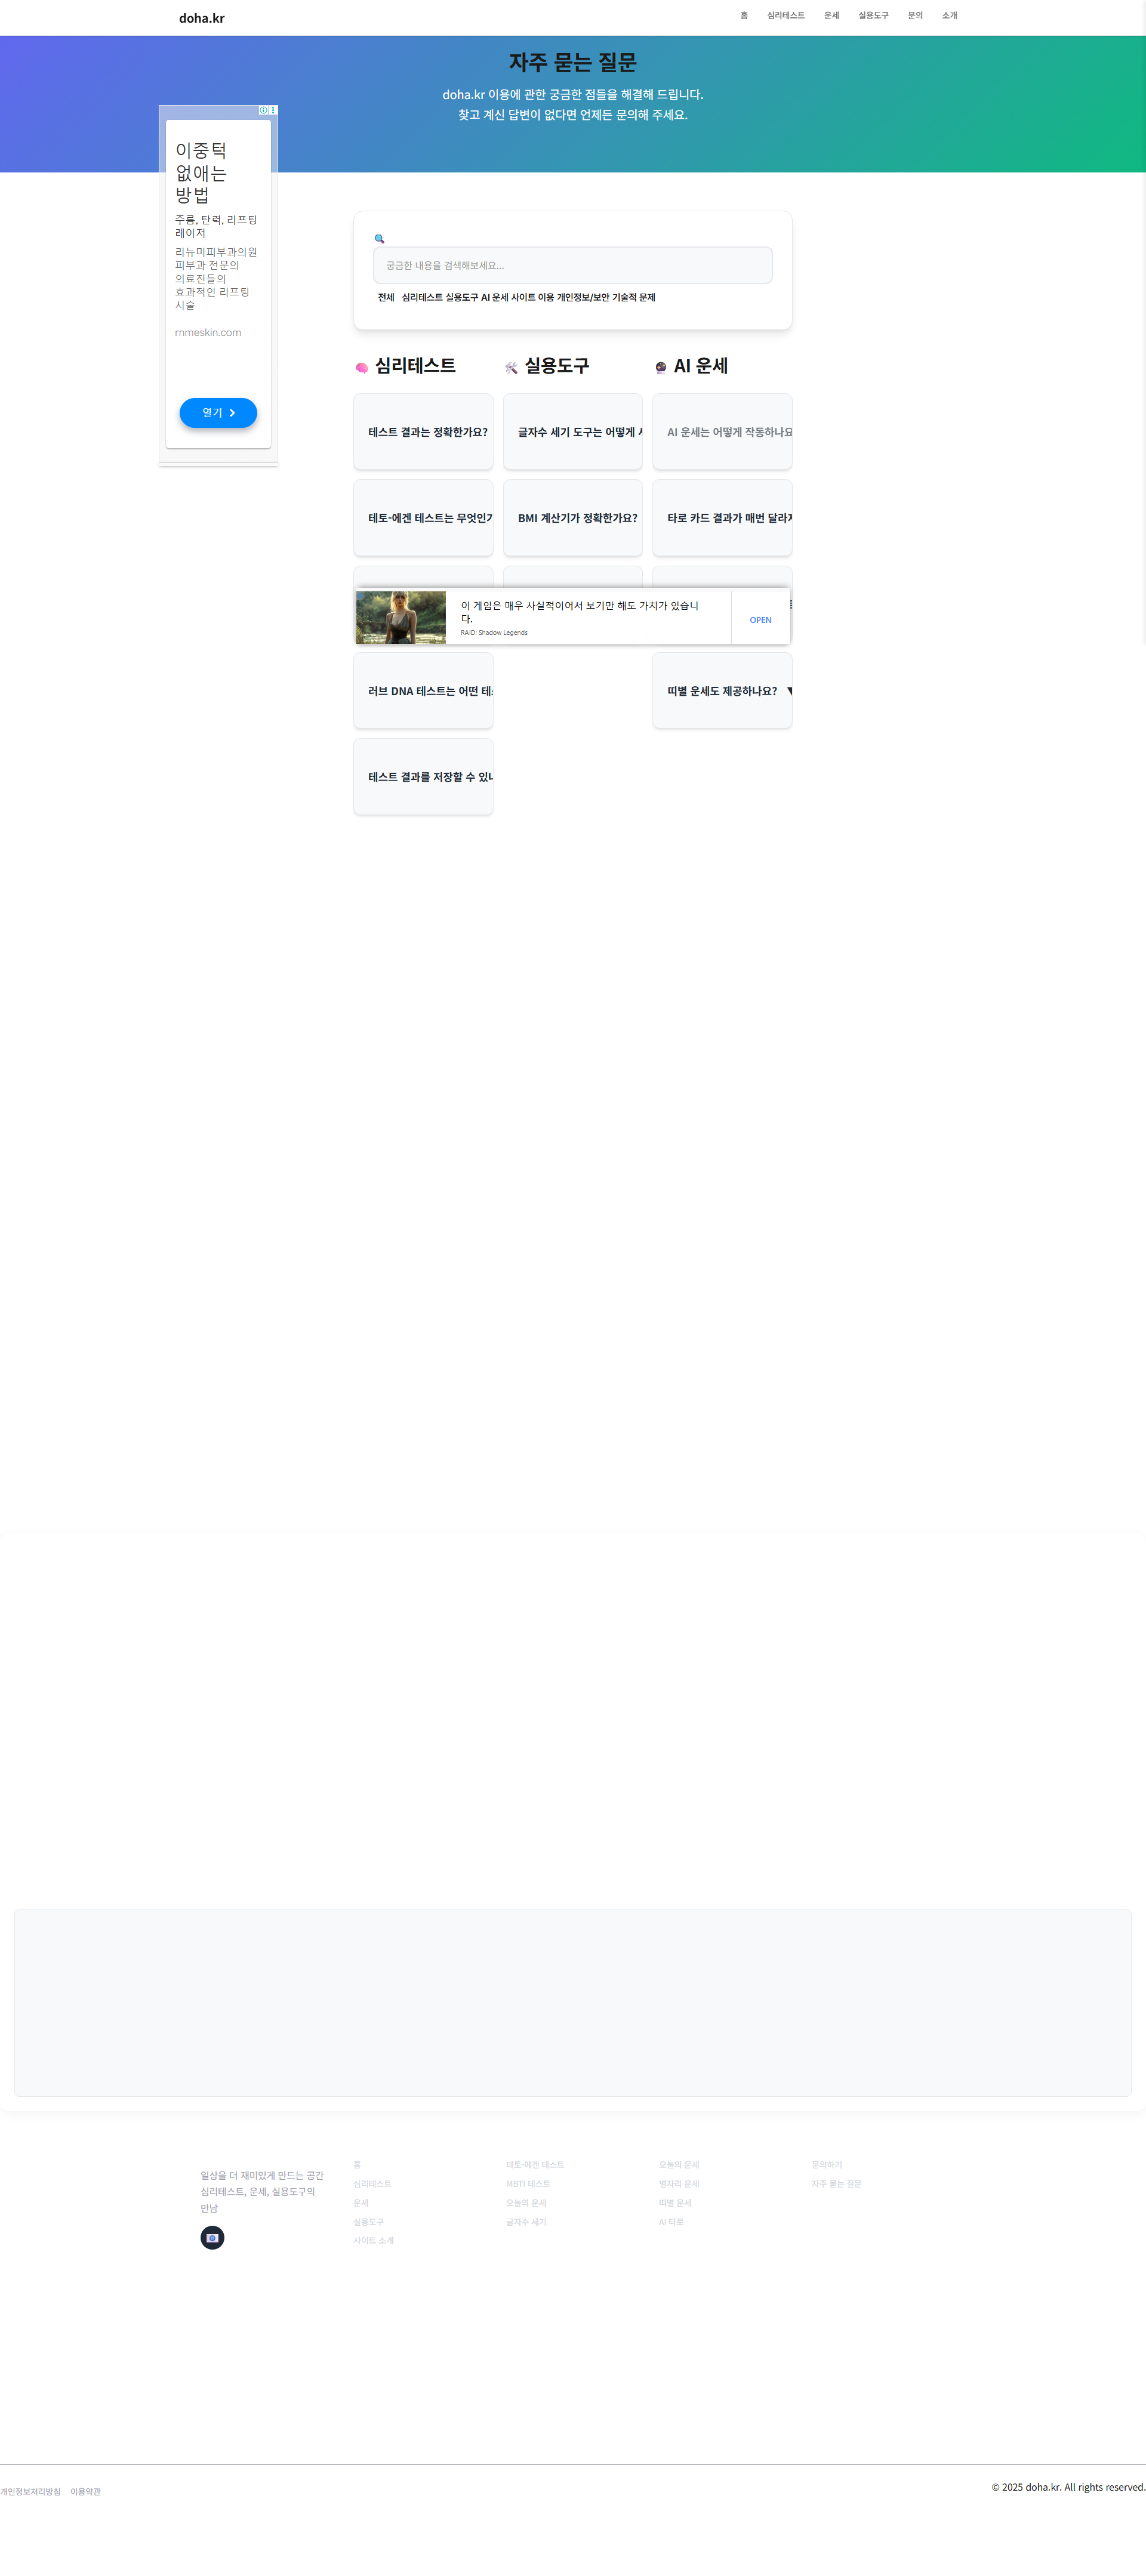 doha.kr
홈
심리테스트
운세
실용도구
문의
소개
자주 묻는 질문
doha.kr 이용에 관한 궁금한 점들을 해결해 드립니다.
찾고 계신 답변이 없다면 언제든 문의해 주세요.
이중턱
없애는
방법
주름, 탄력, 리프팅
레이저
리뉴미피부과의원
피부과 전문의
의료진들의
효과적인 리프팅
시술
rnmeskin.com
열기
궁금한 내용을 검색해보세요...
전체 심리테스트 실용도구 AI 운세 사이트 이용 개인정보/보안 기술적 문제
심리테스트
테스트 결과는 정확한가요?
테토-에겐 테스트는 무엇인가
러브 DNA 테스트는 어떤
테스트 결과를 저장할 수
실용도구
글자수 세기 도구는 어떻게
BMI 계산기가 정확한가요?
AI 운세
AI 운세는 어떻게 작동하나요
타로 카드 결과가 매번
띠별 운세도 제공하나요? ▼
이 게임은 매우 사실적이어서 보기만 해도 가치가 있습니
다.
RAID: Shadow Legends
OPEN
일상을 더 재미있게 만드는 공간
심리테스트, 운세, 실용도구의
만남
홈
심리테스트
운세
실용도구
사이트 소개
테토-에겐 테스트
MBTI 테스트
오늘의 운세
글자수 세기
오늘의 운세
별자리 운세
띠별 운세
AI 타로
문의하기
자주 묻는 질문
개인정보처리방침
이용약관
© 2025 doha.kr. All rights reserved.